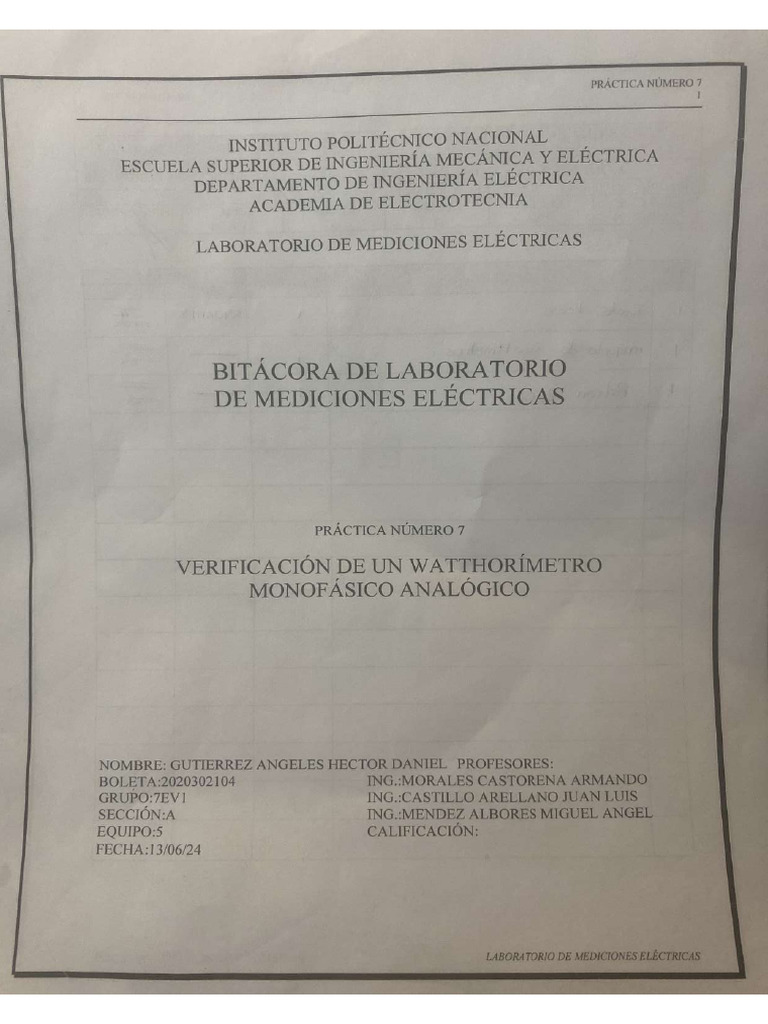 PRÁCTICA NÚMERO 7
1
INSTITUTO POLITÉCNICO NACIONAL
ESCUELA SUPERIOR DE INGENIERÍA MECÁNICA Y ELÉCTRICA
DEPARTAMENTO DE INGENIERÍA ELÉCTRICA
ACADEMIA DE ELECTROTECNIA
LABORATORIO DE MEDICIONES ELÉCTRICAS
BITÁCORA DE LABORATORIO
DE MEDICIONES ELÉCTRICAS
PRÁCTICA NÚMERO 7
VERIFICACIÓN DE UN WATTHORÍMETRO
MONOFÁSICO ANALÓGICO
NOMBRE: GUTIERREZ ANGELES HECTOR DANIEL PROFESORES:
BOLETA:2020302104 ING.:MORALES CASTORENA ARMANDO
GRUPO:7EV1 ING.:CASTILLO ARELLANO JUAN LUIS
SECCIÓN:A ING.:MENDEZ ALBORES MIGUEL ANGEL
EQUIPO:5 CALIFICACIÓN:
FECHA:13/06/24
LABORATORIO DE MEDICIONES ELÉCTRICAS